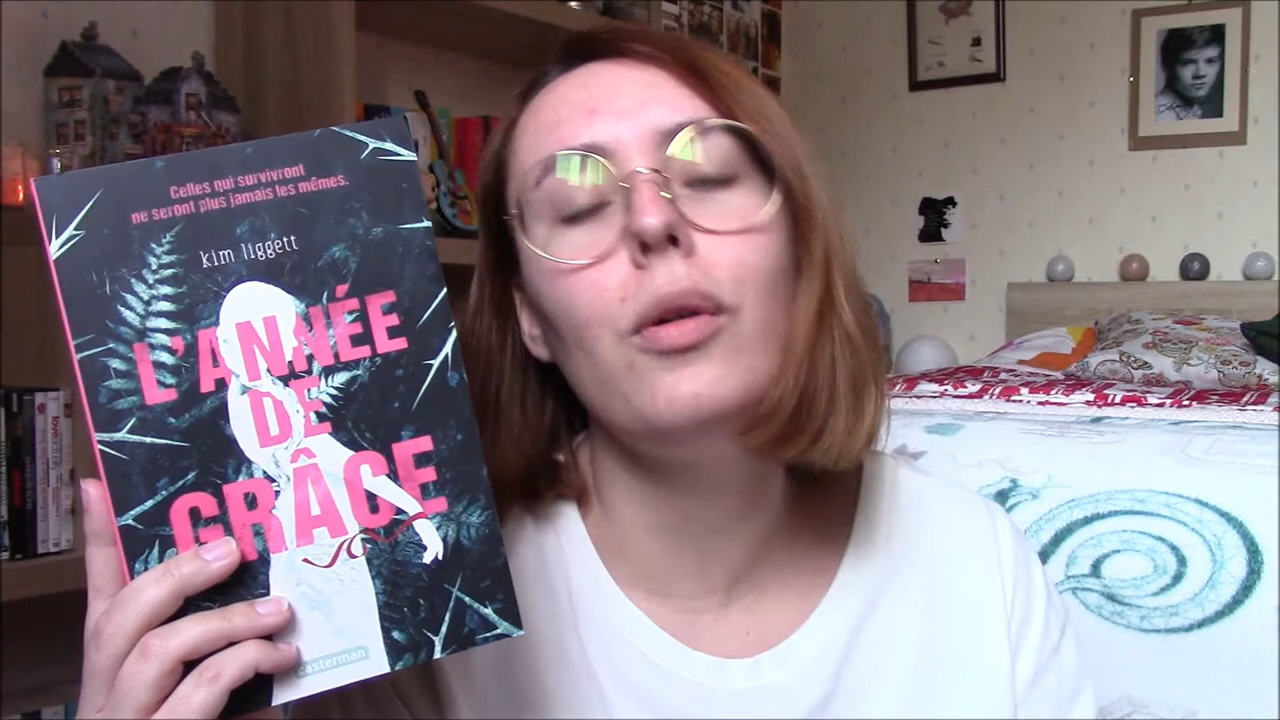 Celles qui survivront
ne seront plus jamais les mêmes.
kim liggett
L'ANNÉE
DE
GRÂCE
casterman